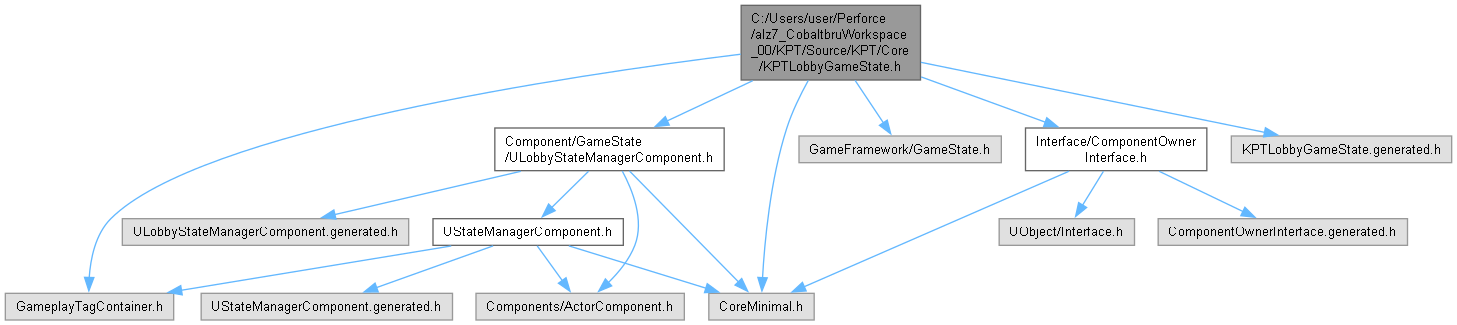 C:/Users/user/Perforce
/alz7_CobaltbruWorkspace
_00/KPT/Source/KPT/Core
/KPTLobbyGameState.h
Component/GameState
/ULobbyStateManagerComponent.h
GameFramework/GameState.h
Interface/ComponentOwner
Interface.h
KPTLobbyGameState.generated.h
ULobbyStateManagerComponent.generated.h
UStateManagerComponent.h
UObject/Interface.h
ComponentOwnerInterface.generated.h
GameplayTagContainer.h
UStateManagerComponent.generated.h
Components/ActorComponent.h
CoreMinimal.h